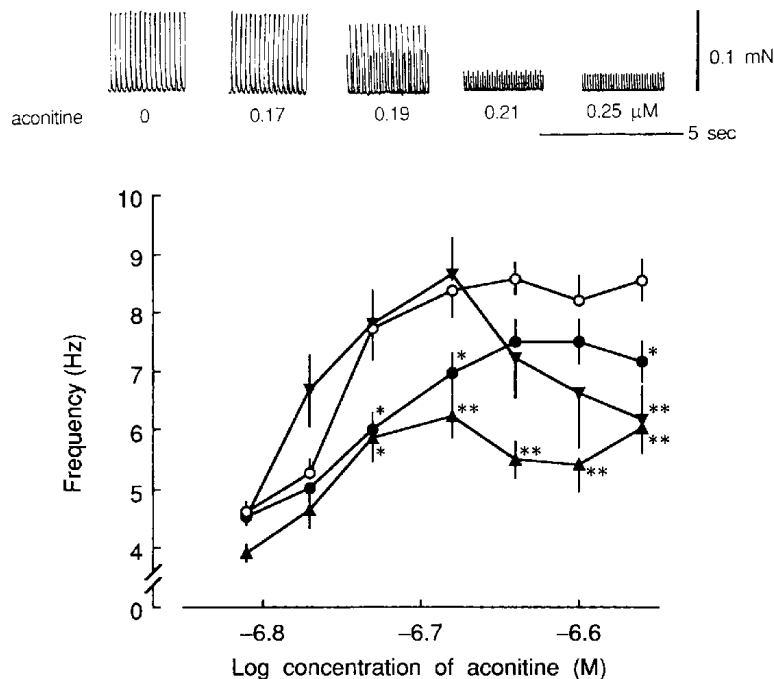 0.1 mN
aconitine 0 0.17 0.19 0.21 0.25 μM
5 sec
10
9
8
7
6
5
4
0
Frequency (Hz)
*
*
*
**
**
**
*
**
**
−6.8 −6.7 −6.6
Log concentration of aconitine (M)